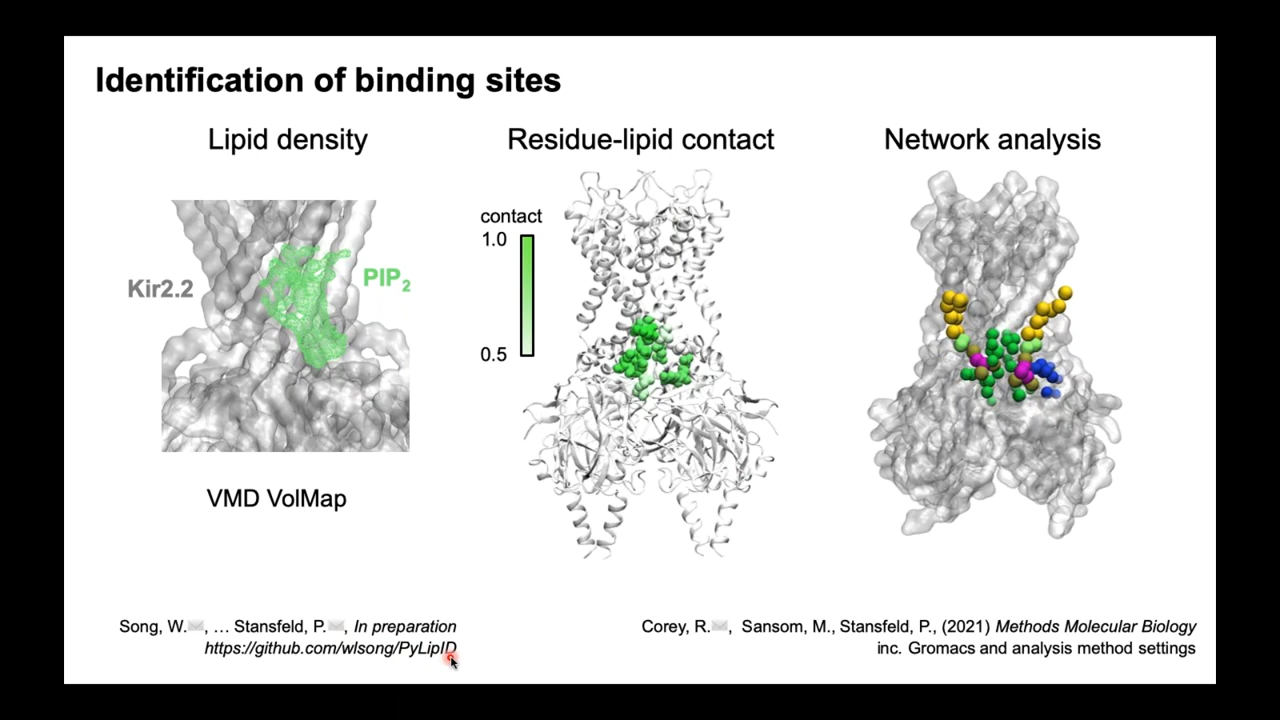 Identification of binding sites
Lipid density
Residue-lipid contact
Network analysis
contact
1.0
0.5
Kir2.2
PIP₂
VMD VolMap
Song, W.✉, … Stansfeld, P.✉, In preparation
https://github.com/wlsong/PyLipID
Corey, R.✉, Sansom, M., Stansfeld, P., (2021) Methods Molecular Biology
inc. Gromacs and analysis method settings